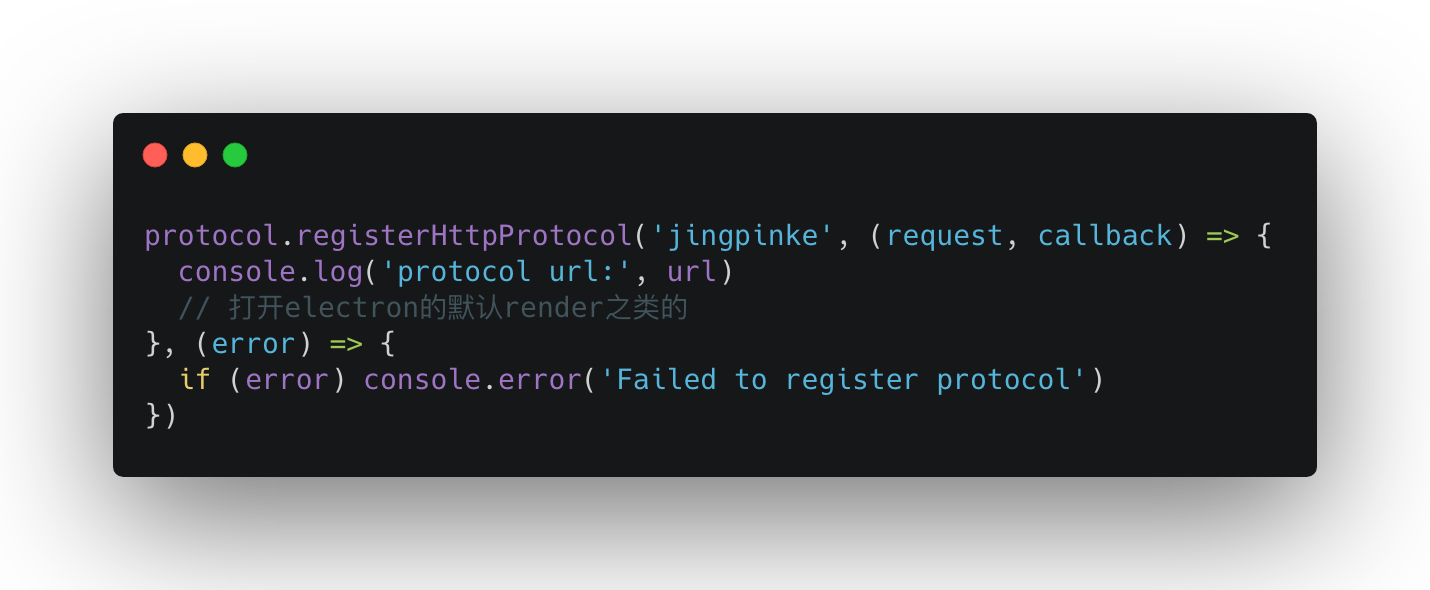 protocol.registerHttpProtocol('jingpinke', (request, callback) => {
  console.log('protocol url:', url)
  // 打开electron的默认render之类的
}, (error) => {
  if (error) console.error('Failed to register protocol')
})